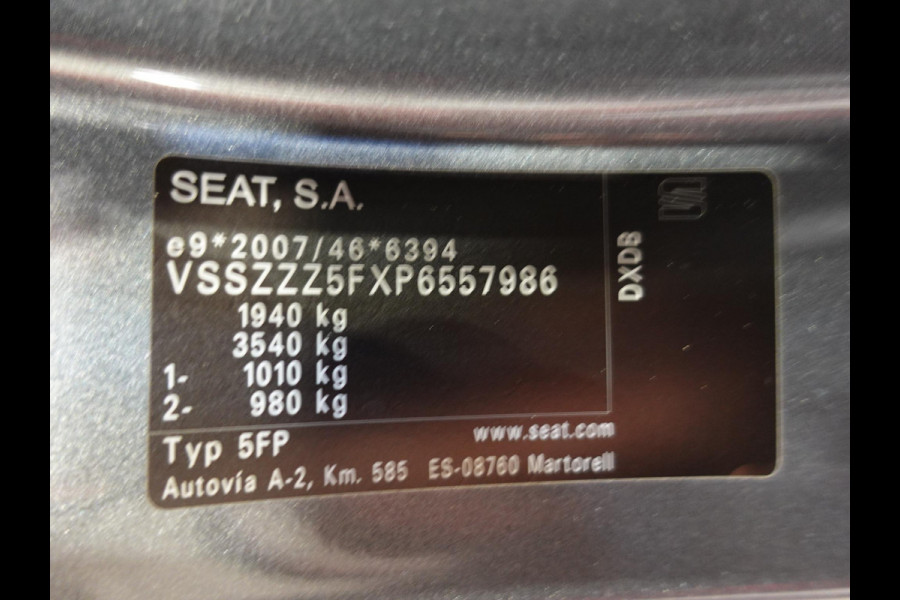 SEAT, S.A.
e9*2007/46*6394
VSSZZZ5FXP6557986
1940 kg
3540 kg
1- 1010 kg
2- 980 kg
DXDB
www.seat.com
Typ 5FP
Autovía A-2, Km. 585 ES-08760 Martorell